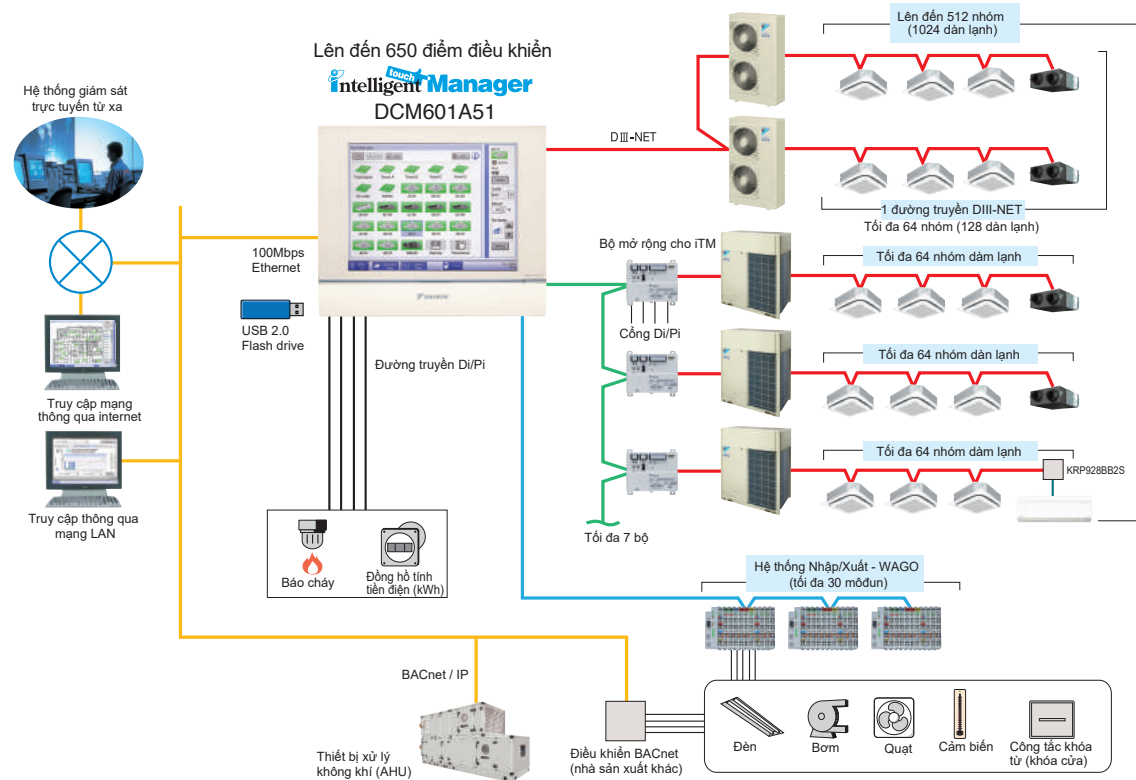 Lên đến 650 điểm điều khiển
intelligent touch Manager
DCM601A51
Hệ thống giám sát
trực tuyến từ xa
100Mbps
Ethernet
USB 2.0
Flash drive
Truy cập mạng
thông qua internet
Truy cập thông qua
mạng LAN
Đường truyền Di/Pi
Báo cháy
Đồng hồ tính
tiền điện (kWh)
DAIKIN
DIII-NET
Lên đến 512 nhóm
(1024 dàn lạnh)
1 đường truyền DIII-NET
Tối đa 64 nhóm (128 dàn lạnh)
Bộ mở rộng cho iTM
Cổng Di/Pi
Tối đa 64 nhóm dàm lạnh
Tối đa 64 nhóm dàn lạnh
Tối đa 64 nhóm dàm lạnh
KRP928BB2S
Tối đa 7 bộ
Hệ thống Nhập/Xuất - WAGO
(tối đa 30 môđun)
BACnet / IP
Thiết bị xử lý
không khí (AHU)
Điều khiển BACnet
(nhà sản xuất khác)
Đèn
Bơm
Quạt
Cảm biến
Công tắc khóa
từ (khóa cửa)